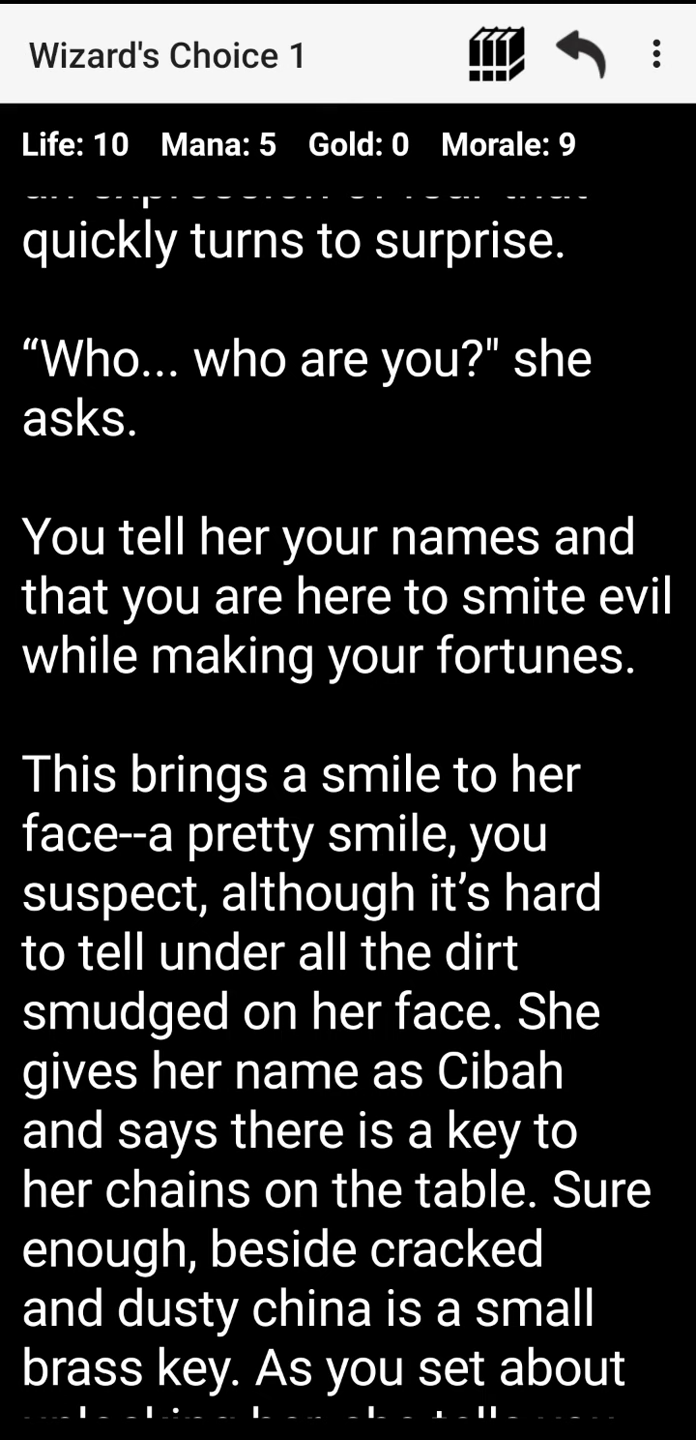 Wizard's Choice 1
Life: 10 Mana: 5 Gold: 0 Morale: 9
quickly turns to surprise.
“Who... who are you?" she
asks.
You tell her your names and
that you are here to smite evil
while making your fortunes.
This brings a smile to her
face--a pretty smile, you
suspect, although it’s hard
to tell under all the dirt
smudged on her face. She
gives her name as Cibah
and says there is a key to
her chains on the table. Sure
enough, beside cracked
and dusty china is a small
brass key. As you set about